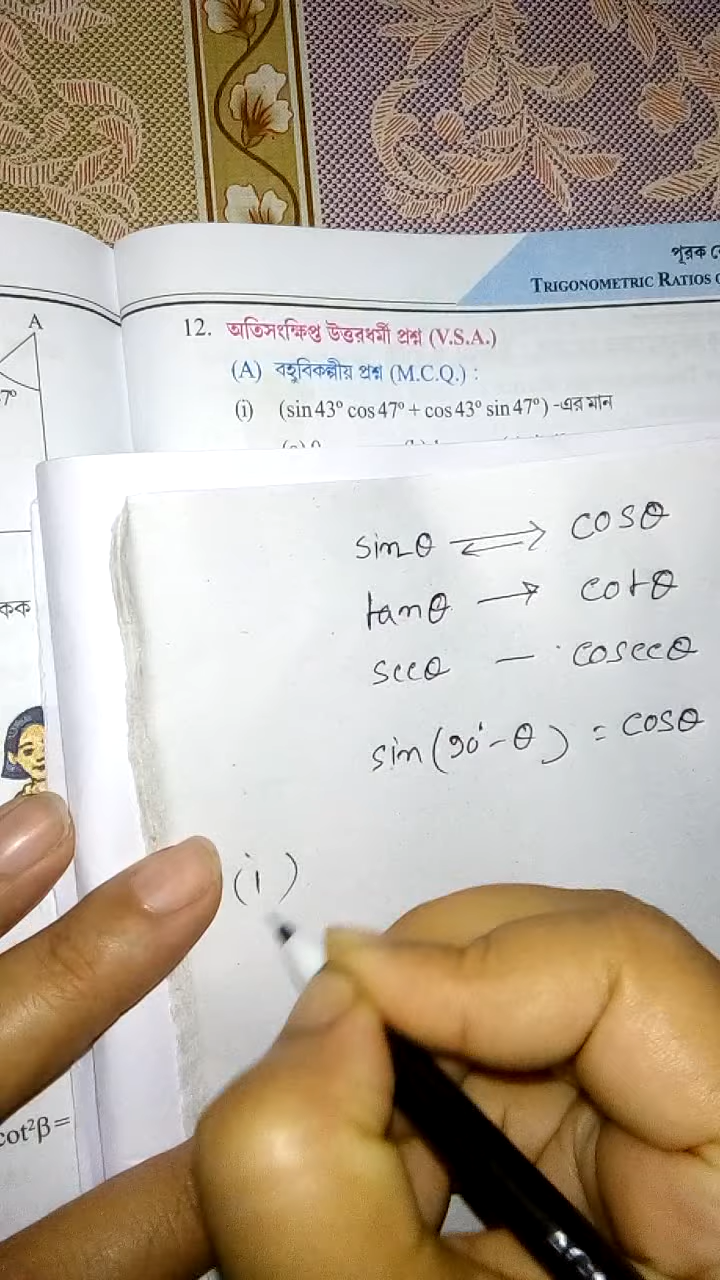 পূরক
TRIGONOMETRIC RATIOS
A
7°
12. অতিসংক্ষিপ্ত উত্তরধর্মী প্রশ্ন (V.S.A.)
(A) বহুবিকল্পীয় প্রশ্ন (M.C.Q.) :
(i) (sin 43° cos 47° + cos 43° sin 47°) -এর মান
sinθ ⇌ cosθ
tanθ → cotθ
secθ — cosecθ
sin(90°-θ) = cosθ
(i)
cot²β=